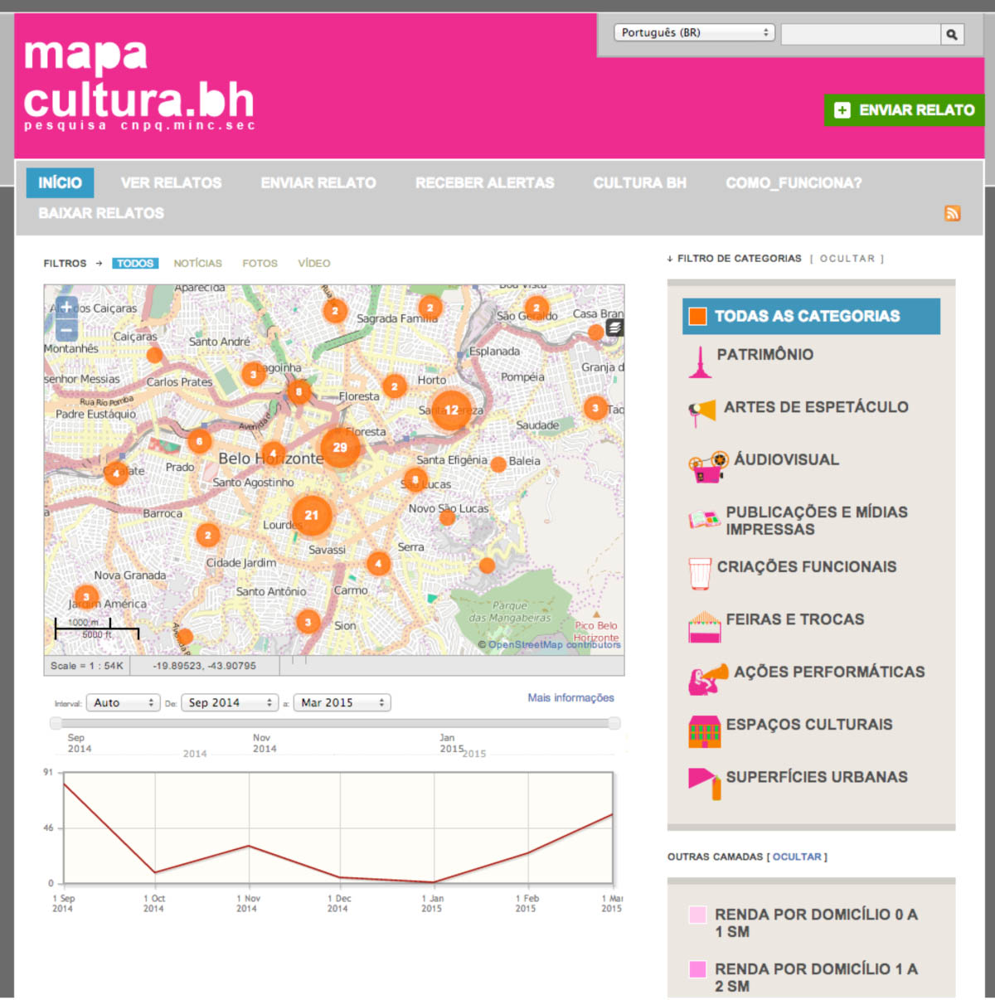 mapa
cultura.bh
pesquisa cnpq.minc.sec
Português (BR)
ENVIAR RELATO
INÍCIO VER RELATOS ENVIAR RELATO RECEBER ALERTAS CULTURA BH COMO_FUNCIONA?
BAIXAR RELATOS
FILTROS → TODOS NOTÍCIAS FOTOS VÍDEO
Aparecida
dos Caiçaras
2
Sagrada Família
2
São Geraldo
2
Casa Bran
Caiçaras
Santo André
Montanhês
Esplanada
senhor Messias
Carlos Prates
3
Lagoinha
8
Floresta
2
Horto
Pompéia
Granja d
Rua Rio Pomba
Padre Eustáquio
Santa Tereza
12
3
Saudade
6
Prado
Belo Horizonte
4
29
Floresta
Santa Efigênia
Baleia
Santo Agostinho
8
São Lucas
Novo São Lucas
Barroca
Lourdes
21
2
Savassi
Serra
Cidade Jardim
4
Nova Granada
Santo Antônio
Carmo
3
Jardim América
3
Sion
Parque
das Mangabeiras
Pico Belo
Horizonte
1000 m
5000 ft
© OpenStreetMap contributors
Scale = 1 : 54K -19.89523, -43.90795
Mais informações
Interval: Auto De: Sep 2014 a: Mar 2015
Sep
2014
2014
Nov
2014
Jan
2015
2015
91
46
0
1 Sep
2014
1 Oct
2014
1 Nov
2014
1 Dec
2014
1 Jan
2015
1 Feb
2015
1 Mar
2015
↓ FILTRO DE CATEGORIAS [ OCULTAR ]
TODAS AS CATEGORIAS
PATRIMÔNIO
ARTES DE ESPETÁCULO
ÁUDIOVISUAL
PUBLICAÇÕES E MÍDIAS
IMPRESSAS
CRIAÇÕES FUNCIONAIS
FEIRAS E TROCAS
AÇÕES PERFORMÁTICAS
ESPAÇOS CULTURAIS
SUPERFÍCIES URBANAS
OUTRAS CAMADAS [ OCULTAR ]
RENDA POR DOMICÍLIO 0 A
1 SM
RENDA POR DOMICÍLIO 1 A
2 SM